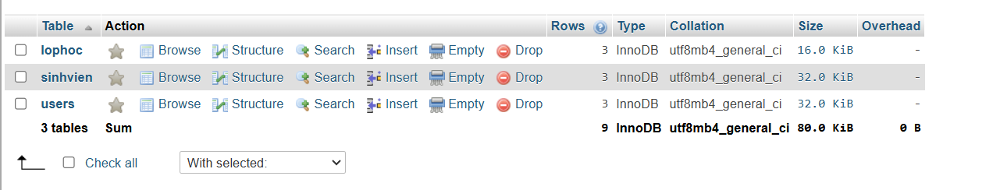 Table Action Rows Type Collation Size Overhead
lophoc Browse Structure Search Insert Empty Drop 3 InnoDB utf8mb4_general_ci 16.0 KiB -
sinhvien Browse Structure Search Insert Empty Drop 3 InnoDB utf8mb4_general_ci 32.0 KiB -
users Browse Structure Search Insert Empty Drop 3 InnoDB utf8mb4_general_ci 32.0 KiB -
3 tables Sum 9 InnoDB utf8mb4_general_ci 80.0 KiB 0 B
Check all With selected: